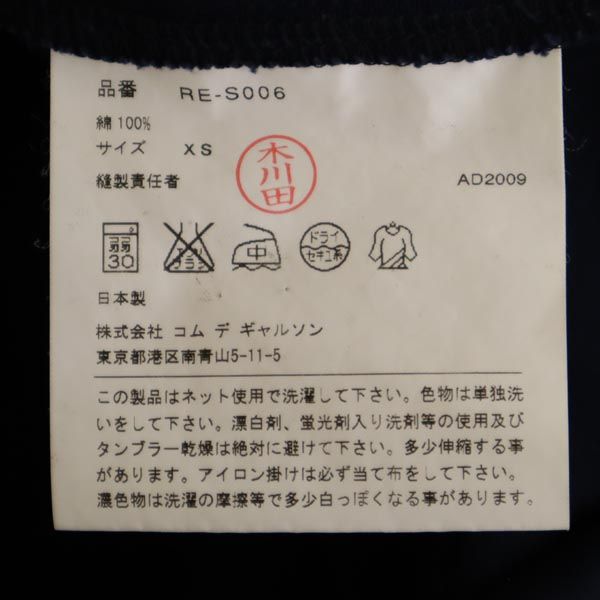 品番 RE-S006
綿 100%
サイズ XS
縫製責任者 木川田 AD2009
弱 30 エンソ サラシ 中 ドライ セキユ系
日本製
株式会社 コム デ ギャルソン
東京都港区南青山5-11-5
この製品はネット使用で洗濯して下さい。色物は単独洗
いをして下さい。漂白剤、蛍光剤入り洗剤等の使用及び
タンブラー乾燥は絶対に避けて下さい。多少伸縮する事
があります。アイロン掛けは必ず当て布をして下さい。
濃色物は洗濯の摩擦等で多少白っぽくなる事があります。